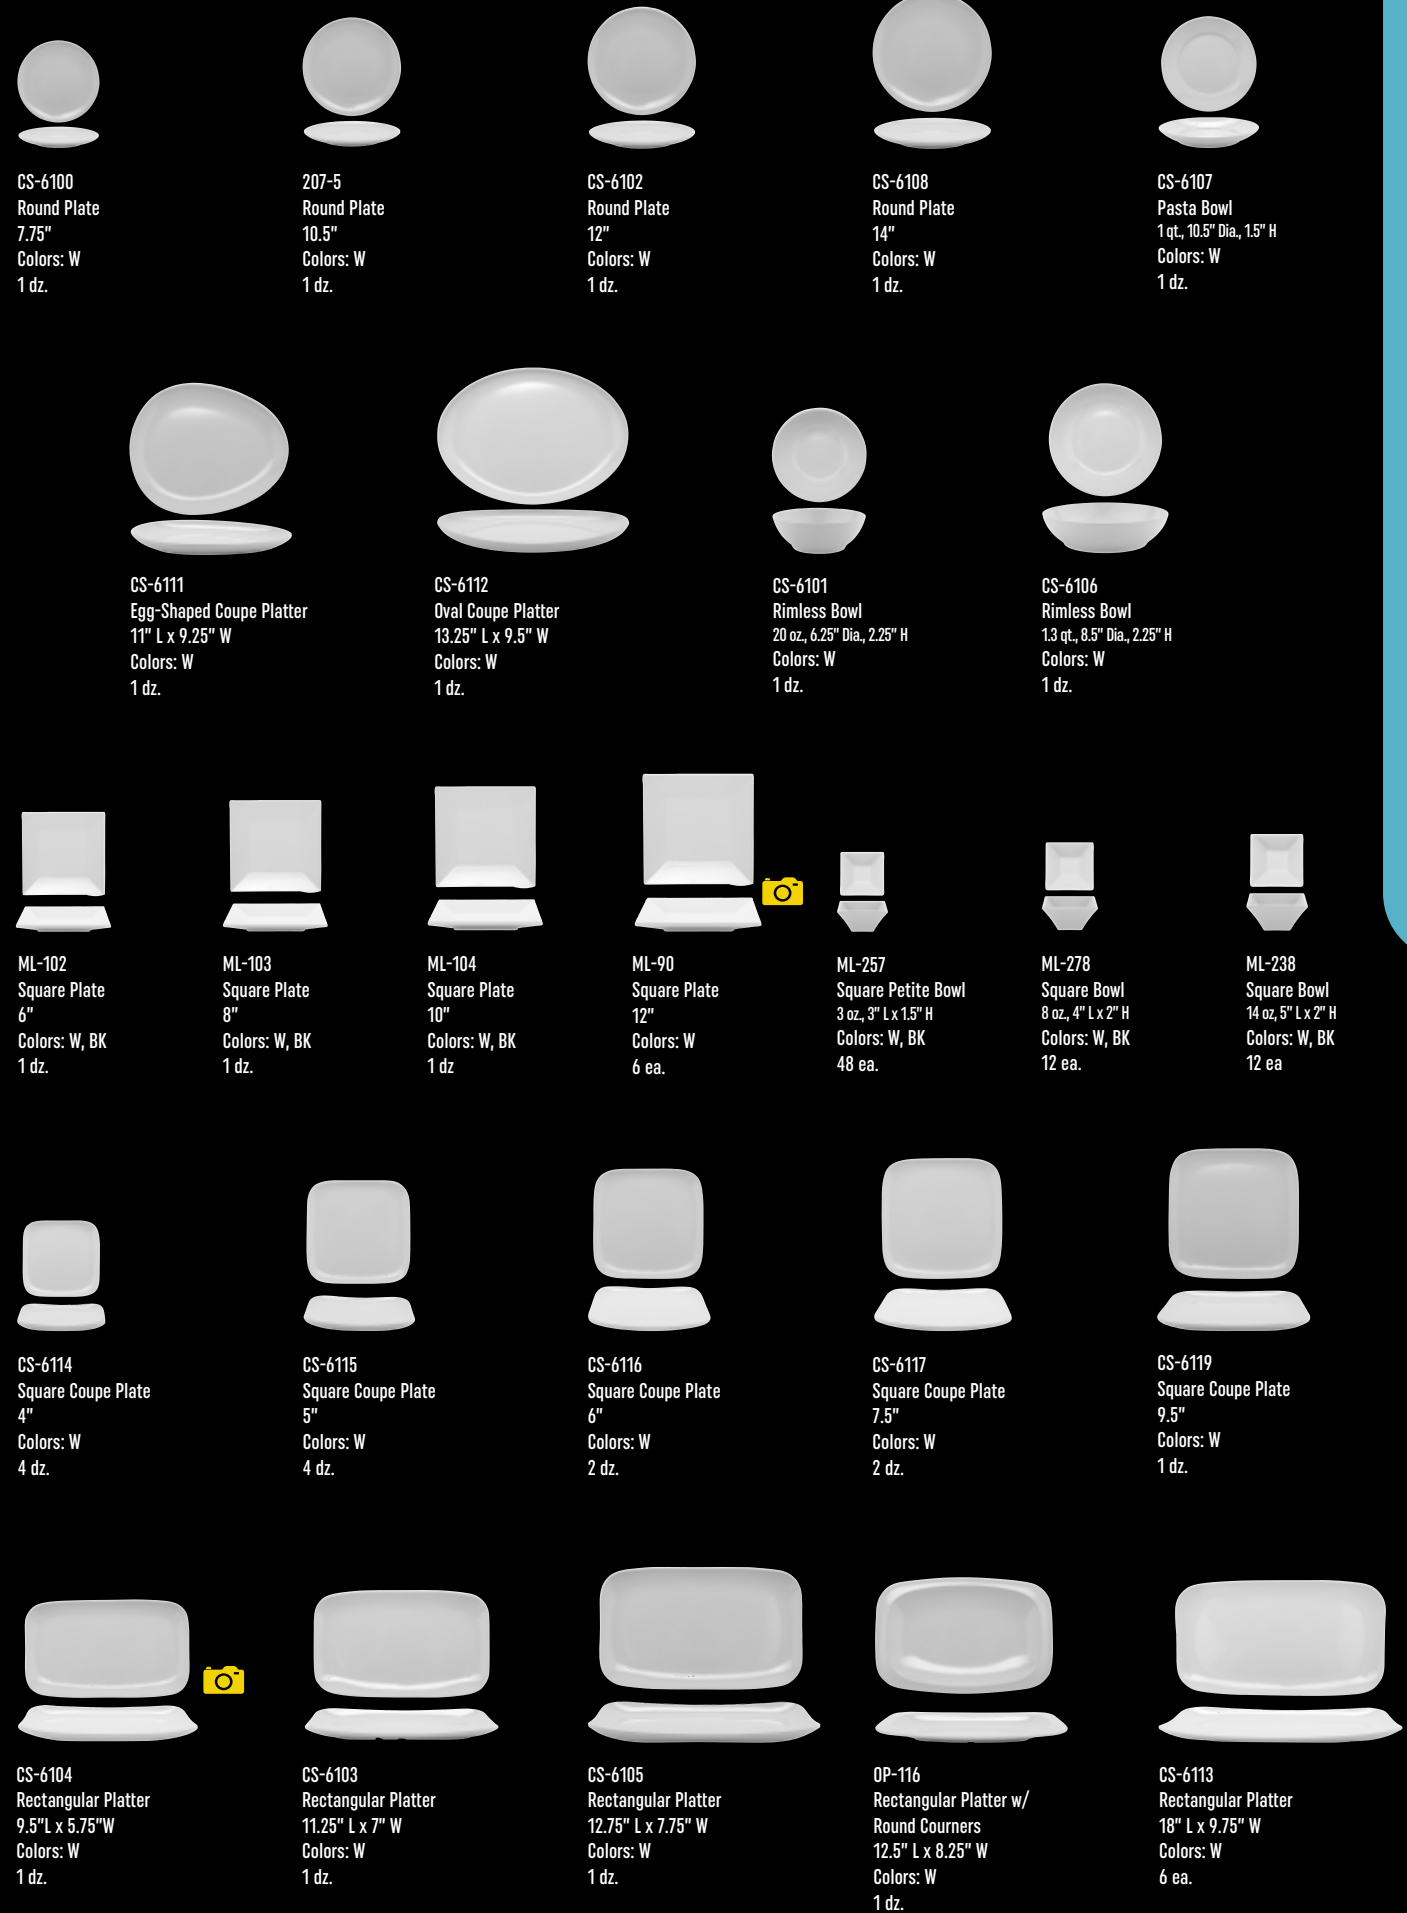 CS-6100
Round Plate
7.75"
Colors: W
1 dz.
207-5
Round Plate
10.5"
Colors: W
1 dz.
CS-6102
Round Plate
12"
Colors: W
1 dz.
CS-6108
Round Plate
14"
Colors: W
1 dz.
CS-6107
Pasta Bowl
1 qt., 10.5" Dia., 1.5" H
Colors: W
1 dz.
CS-6111
Egg-Shaped Coupe Platter
11" L x 9.25" W
Colors: W
1 dz.
CS-6112
Oval Coupe Platter
13.25" L x 9.5" W
Colors: W
1 dz.
CS-6101
Rimless Bowl
20 oz., 6.25" Dia., 2.25" H
Colors: W
1 dz.
CS-6106
Rimless Bowl
1.3 qt., 8.5" Dia., 2.25" H
Colors: W
1 dz.
ML-102
Square Plate
6"
Colors: W, BK
1 dz.
ML-103
Square Plate
8"
Colors: W, BK
1 dz.
ML-104
Square Plate
10"
Colors: W, BK
1 dz
ML-90
Square Plate
12"
Colors: W
6 ea.
ML-257
Square Petite Bowl
3 oz., 3" L x 1.5" H
Colors: W, BK
48 ea.
ML-278
Square Bowl
8 oz., 4" L x 2" H
Colors: W, BK
12 ea.
ML-238
Square Bowl
14 oz, 5" L x 2" H
Colors: W, BK
12 ea
CS-6114
Square Coupe Plate
4"
Colors: W
4 dz.
CS-6115
Square Coupe Plate
5"
Colors: W
4 dz.
CS-6116
Square Coupe Plate
6"
Colors: W
2 dz.
CS-6117
Square Coupe Plate
7.5"
Colors: W
2 dz.
CS-6119
Square Coupe Plate
9.5"
Colors: W
1 dz.
CS-6104
Rectangular Platter
9.5"L x 5.75"W
Colors: W
1 dz.
CS-6103
Rectangular Platter
11.25" L x 7" W
Colors: W
1 dz.
CS-6105
Rectangular Platter
12.75" L x 7.75" W
Colors: W
1 dz.
OP-116
Rectangular Platter w/
Round Courners
12.5" L x 8.25" W
Colors: W
1 dz.
CS-6113
Rectangular Platter
18" L x 9.75" W
Colors: W
6 ea.